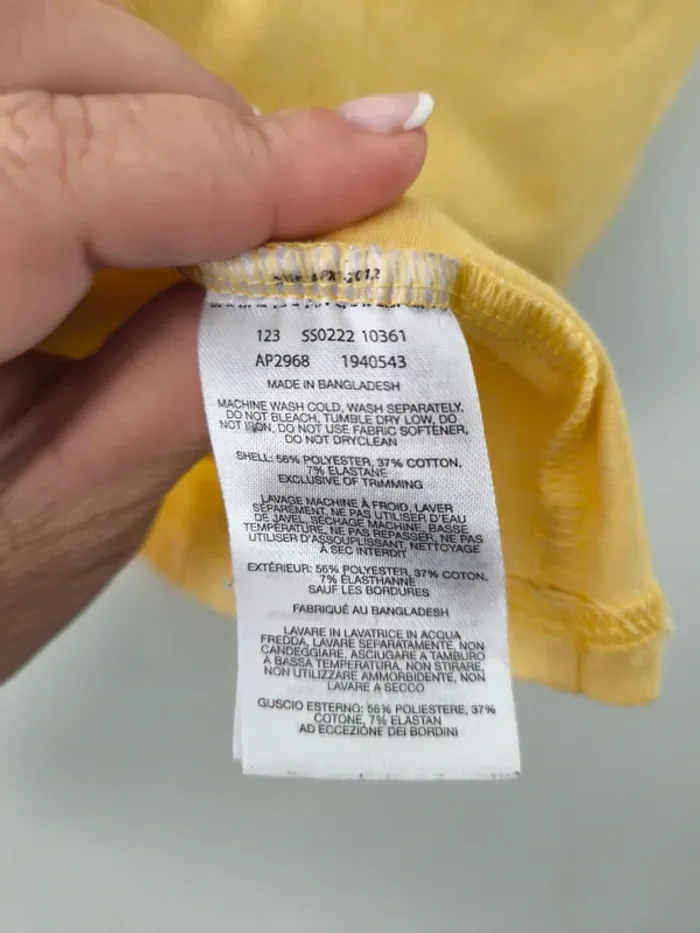 2012
123 SS0222 10361
AP2968 1940543
MADE IN BANGLADESH
MACHINE WASH COLD, WASH SEPARATELY,
DO NOT BLEACH, TUMBLE DRY LOW, DO
NOT IRON, DO NOT USE FABRIC SOFTENER,
DO NOT DRYCLEAN
SHELL: 56% POLYESTER, 37% COTTON,
7% ELASTANE
EXCLUSIVE OF TRIMMING
LAVAGE MACHINE À FROID, LAVER
SÉPARÉMENT, NE PAS UTILISER D'EAU
DE JAVEL, SÉCHAGE MACHINE, BASSE
TEMPÉRATURE, NE PAS REPASSER, NE PAS
UTILISER D'ASSOUPLISSANT, NETTOYAGE
À SEC INTERDIT
EXTÉRIEUR: 56% POLYESTER, 37% COTON,
7% ÉLASTHANNE
SAUF LES BORDURES
FABRIQUÉ AU BANGLADESH
LAVARE IN LAVATRICE IN ACQUA
FREDDA, LAVARE SEPARATAMENTE, NON
CANDEGGIARE, ASCIUGARE A TAMBURO
A BASSA TEMPERATURA, NON STIRARE,
NON UTILIZZARE AMMORBIDENTE, NON
LAVARE A SECCO
GUSCIO ESTERNO: 56% POLIESTERE, 37%
COTONE, 7% ELASTAN
AD ECCEZIONE DEI BORDINI